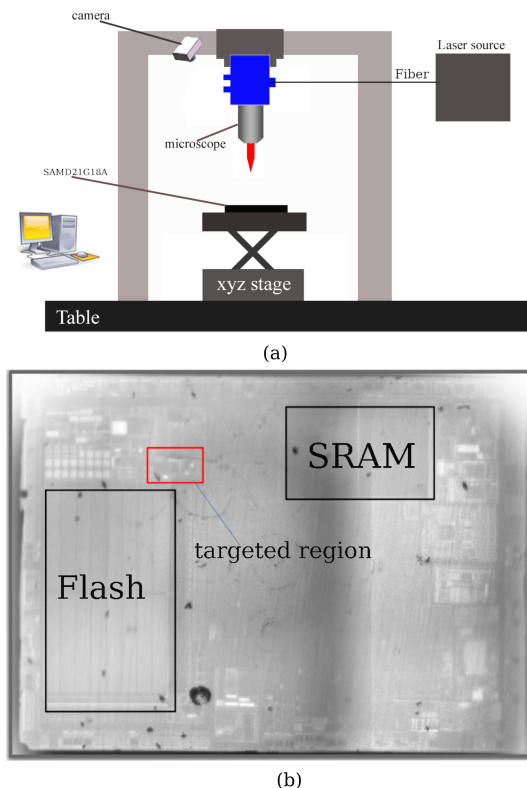 camera
Laser source
Fiber
microscope
SAMD21G18A
xyz stage
Table
(a)
SRAM
targeted region
Flash
(b)